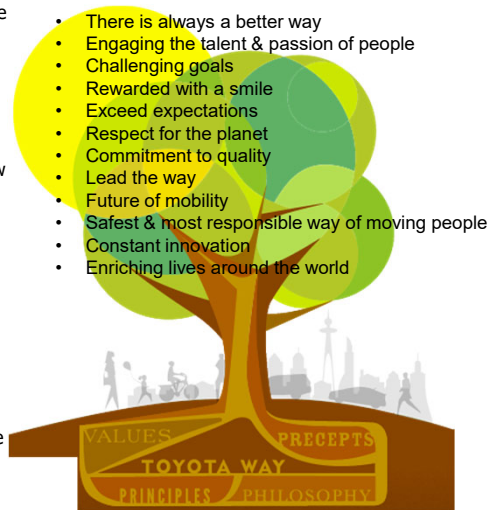 e
• There is always a better way
• Engaging the talent & passion of people
• Challenging goals
• Rewarded with a smile
• Exceed expectations
• Respect for the planet
• Commitment to quality
w
• Lead the way
• Future of mobility
• Safest & most responsible way of moving people
• Constant innovation
• Enriching lives around the world
e
VALUES
PRECEPTS
TOYOTA WAY
PRINCIPLES
PHILOSOPHY